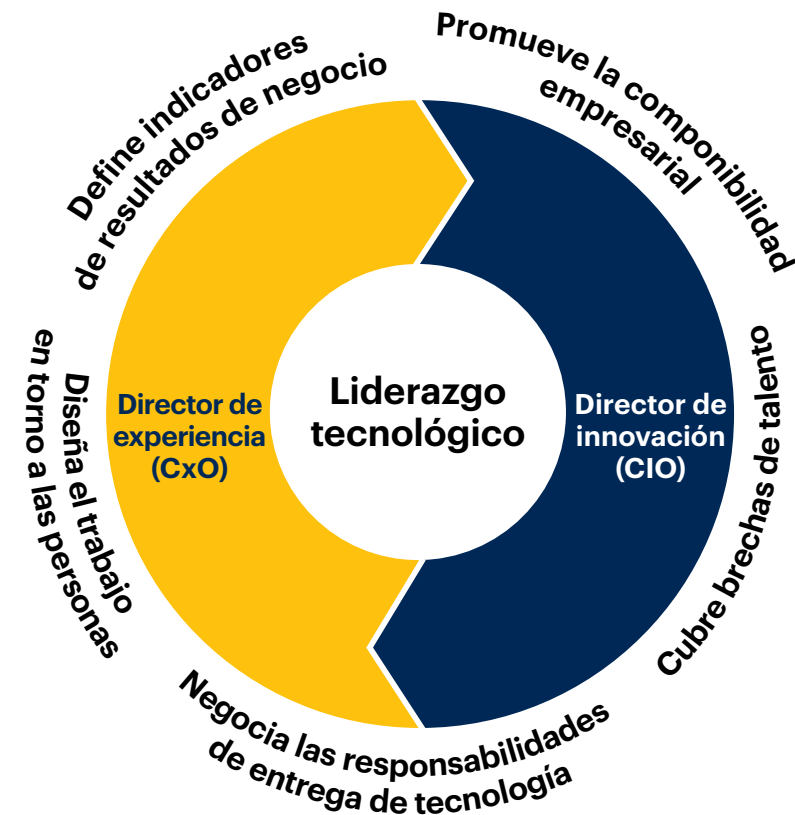 Define indicadores
de resultados de negocio
Promueve la componibilidad
empresarial
Diseña el trabajo
en torno a las personas
Director de
experiencia
(CxO)
Liderazgo
tecnológico
Director de
innovación
(CIO)
Cubre brechas de talento
Negocia las responsabilidades
de entrega de tecnología